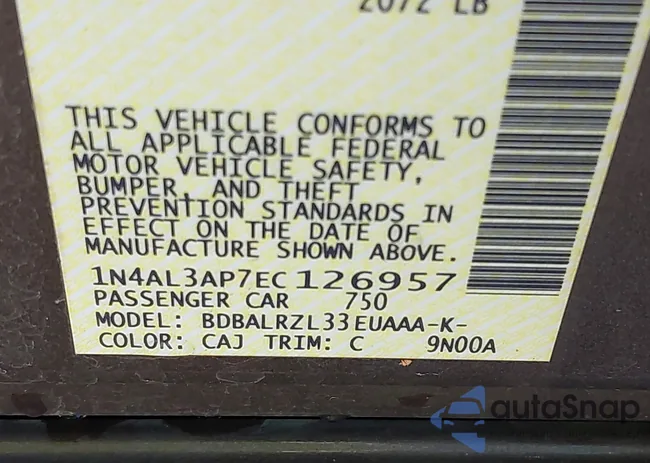 2072 LB
THIS VEHICLE CONFORMS TO
ALL APPLICABLE FEDERAL
MOTOR VEHICLE SAFETY,
BUMPER, AND THEFT
PREVENTION STANDARDS IN
EFFECT ON THE DATE OF
MANUFACTURE SHOWN ABOVE.
1N4AL3AP7EC126957
PASSENGER CAR 750
MODEL: BDBALRZL33EUAAA-K-
COLOR: CAJ TRIM: C 9N00A
autaSnap